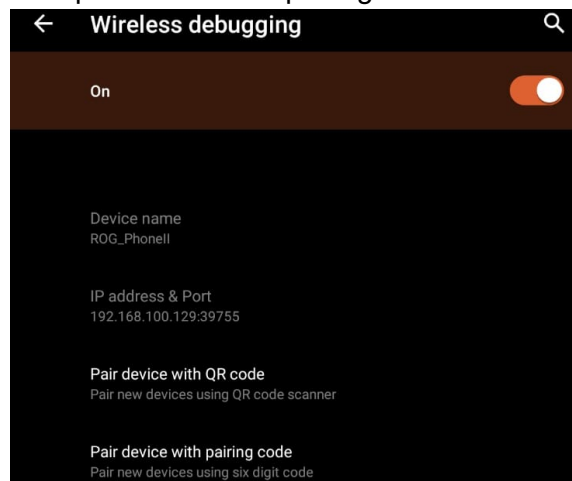 Wireless debugging
On
Device name
ROG_PhoneII
IP address & Port
192.168.100.129:39755
Pair device with QR code
Pair new devices using QR code scanner
Pair device with pairing code
Pair new devices using six digit code